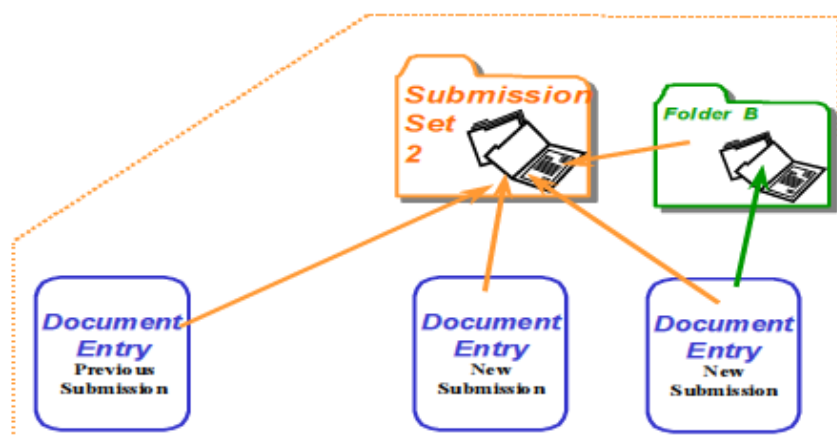 Submission
Set
2
Folder B
Document
Entry
Previous
Submission
Document
Entry
New
Submission
Document
Entry
New
Submission